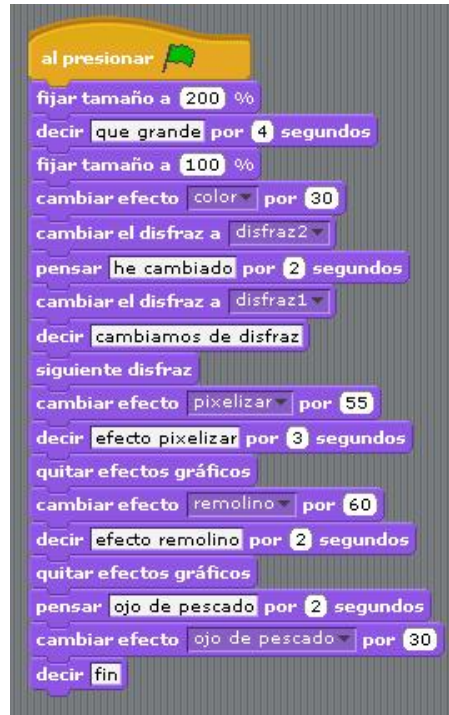 al presionar
fijar tamaño a 200 %
decir que grande por 4 segundos
fijar tamaño a 100 %
cambiar efecto color por 30
cambiar el disfraz a disfraz2
pensar he cambiado por 2 segundos
cambiar el disfraz a disfraz1
decir cambiamos de disfraz
siguiente disfraz
cambiar efecto pixelizar por 55
decir efecto pixelizar por 3 segundos
quitar efectos gráficos
cambiar efecto remolino por 60
decir efecto remolino por 2 segundos
quitar efectos gráficos
pensar ojo de pescado por 2 segundos
cambiar efecto ojo de pescado por 30
decir fin